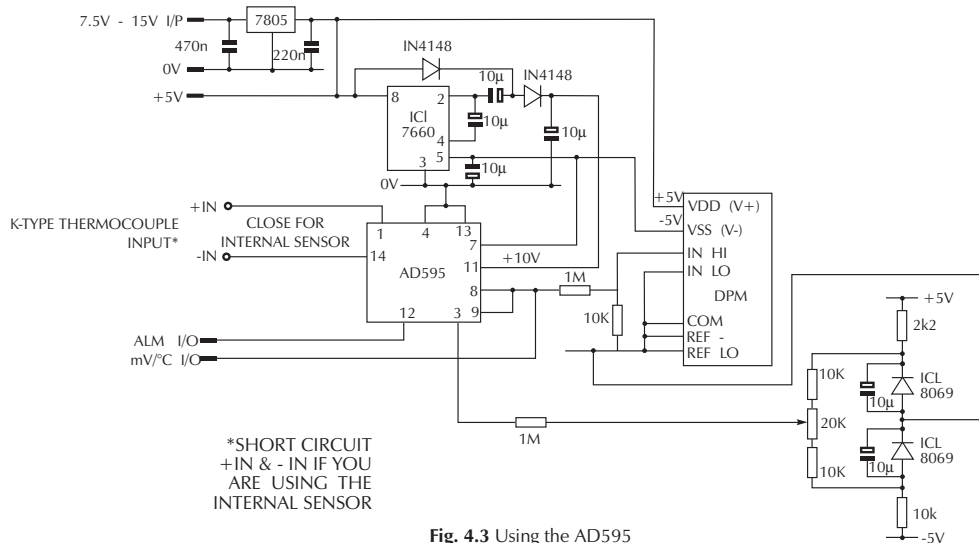 7.5V - 15V I/P
7805
470n
220n
0V
+5V
IN4148
10µ
IN4148
8
2
ICl
7660
4
10µ
10µ
5
3
10µ
0V
+IN
K-TYPE THERMOCOUPLE
INPUT*
CLOSE FOR
INTERNAL SENSOR
-IN
1
4
13
14
7
AD595
11
+10V
8
12
3
9
1M
10K
+5V
VDD (V+)
-5V
VSS (V-)
IN HI
IN LO
DPM
COM
REF -
REF LO
ALM I/O
mV/°C I/O
+5V
2k2
10K
10µ
ICL
8069
20K
1M
10K
10µ
ICL
8069
10k
-5V
*SHORT CIRCUIT
+IN & - IN IF YOU
ARE USING THE
INTERNAL SENSOR
Fig. 4.3 Using the AD595